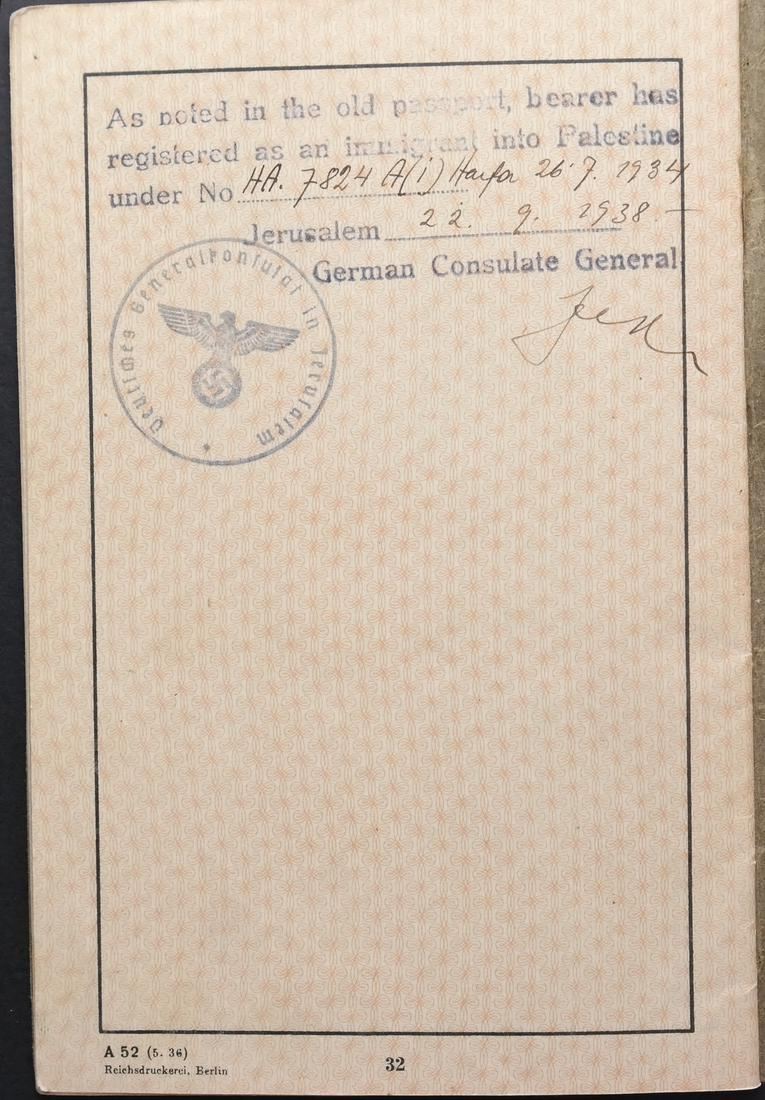 As noted in the old passport, bearer has
registered as an immigrant into Palestine
under No HA. 7824 A(i) Haifa 26.7.1934
Jerusalem 22. 9. 1938.—
German Consulate General
Deutsches Generalkonsulat in Jerusalem
A 52 (5. 36)
Reichsdruckerei, Berlin
32